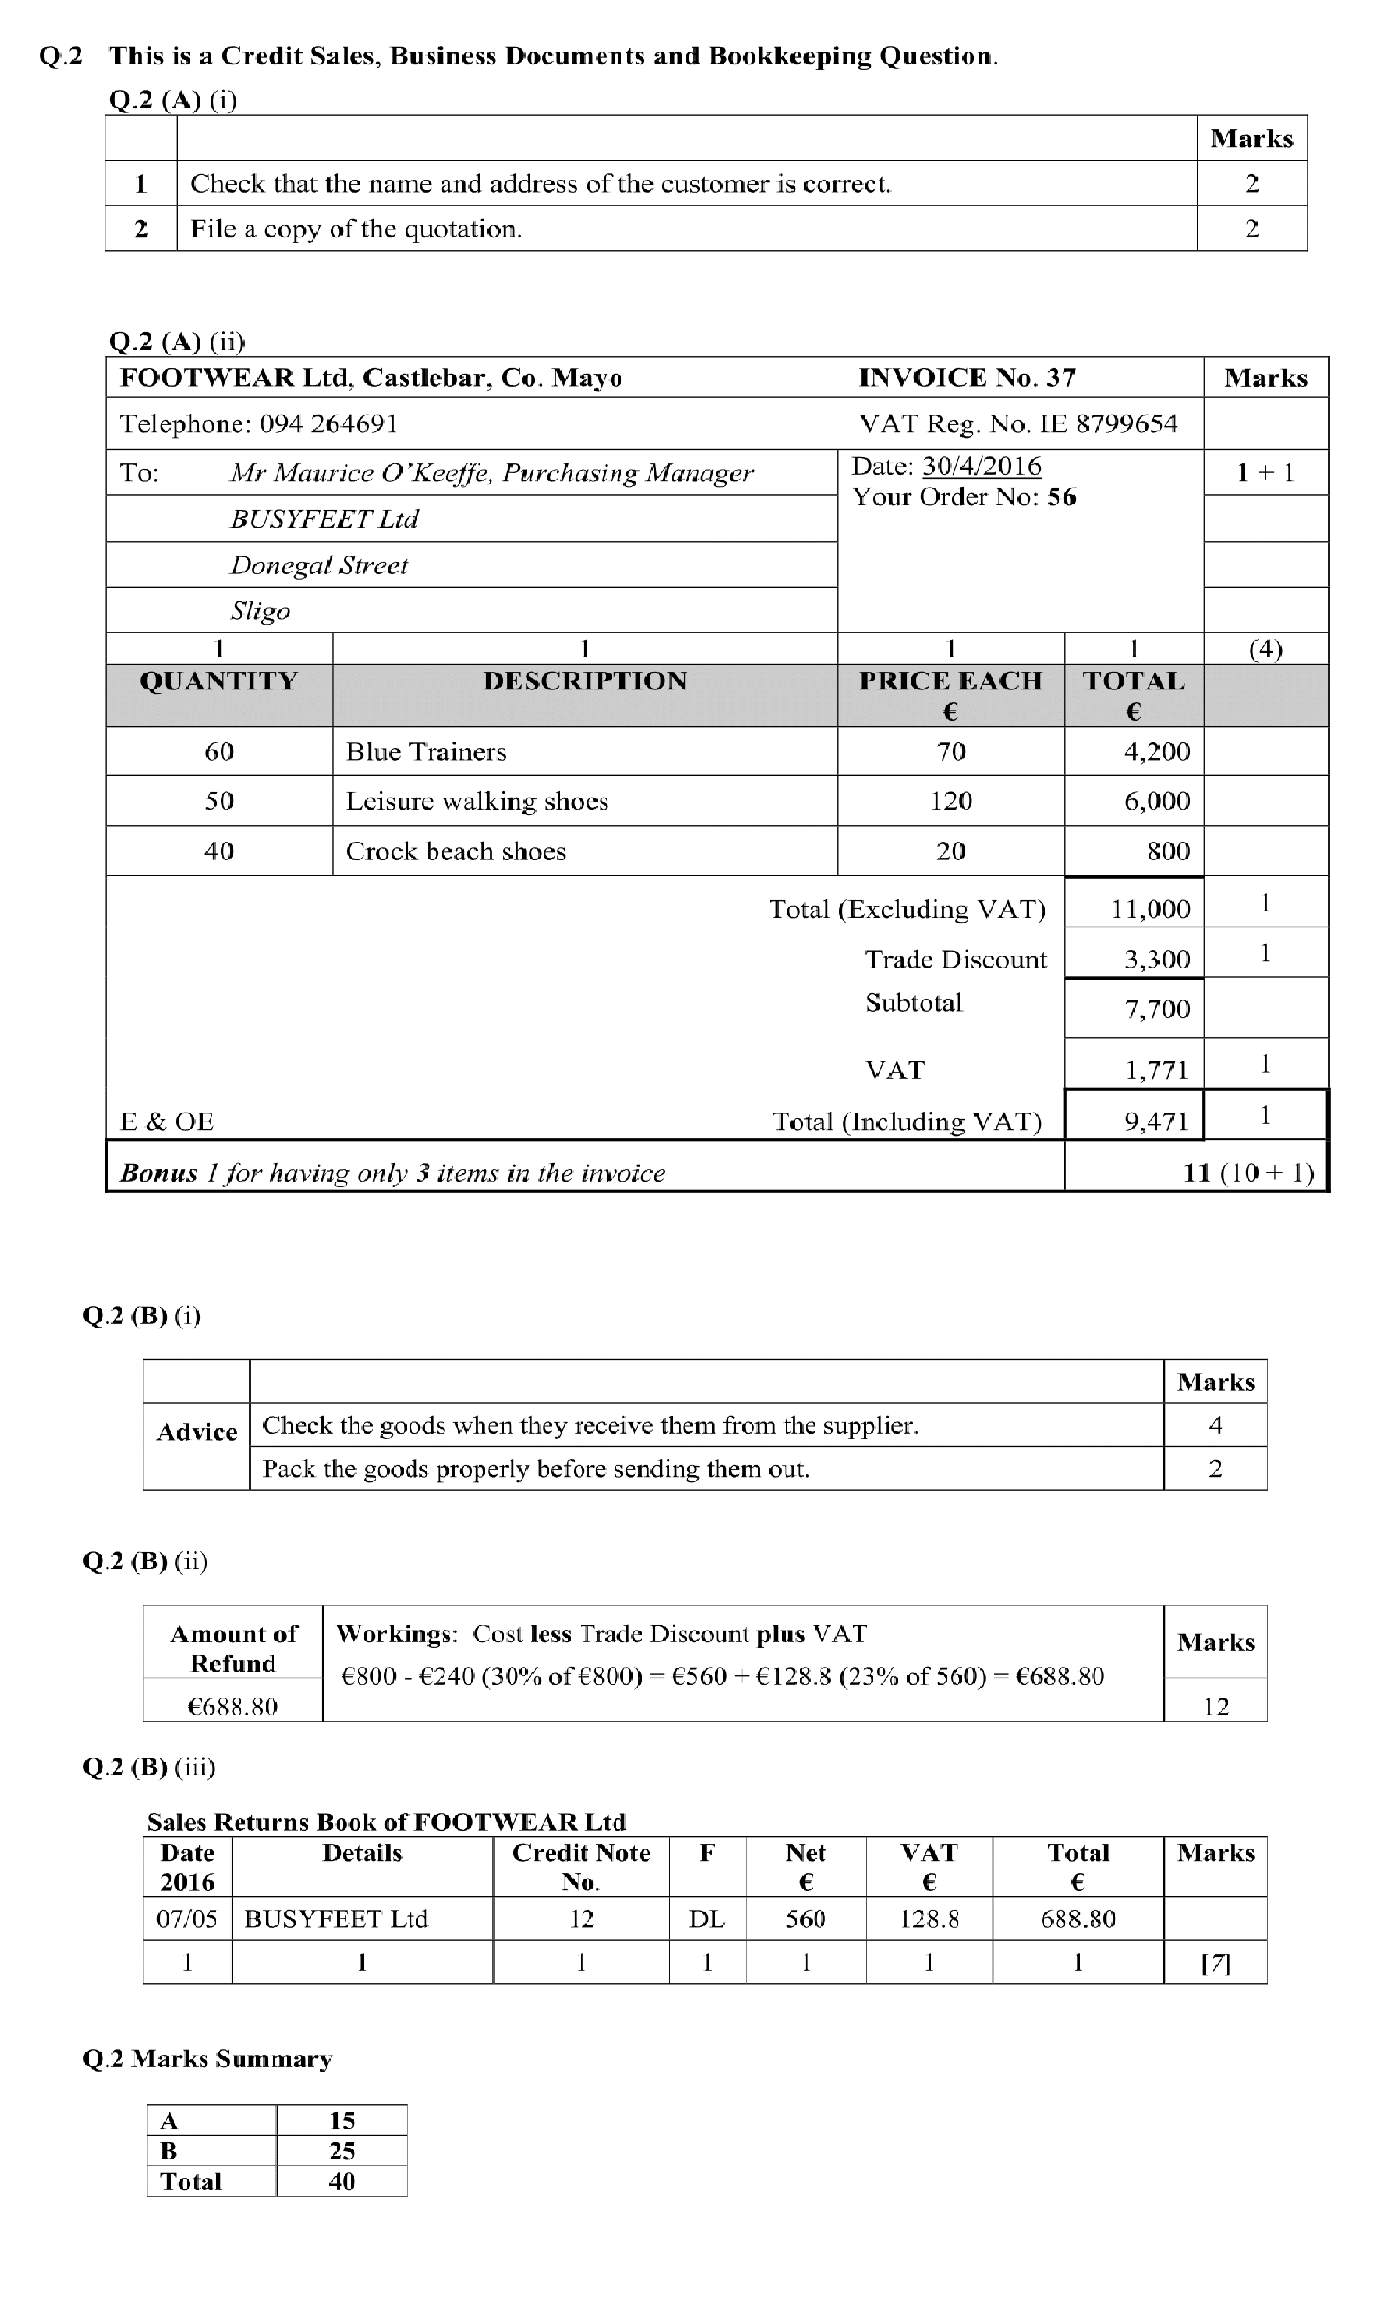 Q.2 This is a Credit Sales, Business Documents and Bookkeeping Question.
Q.2 (A) (i)
Marks
1 Check that the name and address of the customer is correct. 2
2 File a copy of the quotation. 2
Q.2 (A) (ii)
FOOTWEAR Ltd, Castlebar, Co. Mayo INVOICE No. 37 Marks
Telephone: 094 264691 VAT Reg. No. IE 8799654
To: Mr Maurice O'Keeffe, Purchasing Manager Date: 30/4/2016 1 + 1
Your Order No: 56
BUSYFEET Ltd
Donegal Street
Sligo
1 1 1 1 (4)
QUANTITY DESCRIPTION PRICE EACH TOTAL
€ €
60 Blue Trainers 70 4,200
50 Leisure walking shoes 120 6,000
40 Crock beach shoes 20 800
Total (Excluding VAT) 11,000 1
Trade Discount 3,300 1
Subtotal 7,700
VAT 1,771 1
E & OE Total (Including VAT) 9,471 1
Bonus 1 for having only 3 items in the invoice 11 (10 + 1)
Q.2 (B) (i)
Marks
Advice Check the goods when they receive them from the supplier. 4
Pack the goods properly before sending them out. 2
Q.2 (B) (ii)
Amount of Workings: Cost less Trade Discount plus VAT Marks
Refund
€800 - €240 (30% of €800) = €560 + €128.8 (23% of 560) = €688.80
€688.80 12
Q.2 (B) (iii)
Sales Returns Book of FOOTWEAR Ltd
Date Details Credit Note F Net VAT Total Marks
2016 No. € € €
07/05 BUSYFEET Ltd 12 DL 560 128.8 688.80
1 1 1 1 1 1 1 [7]
Q.2 Marks Summary
A 15
B 25
Total 40